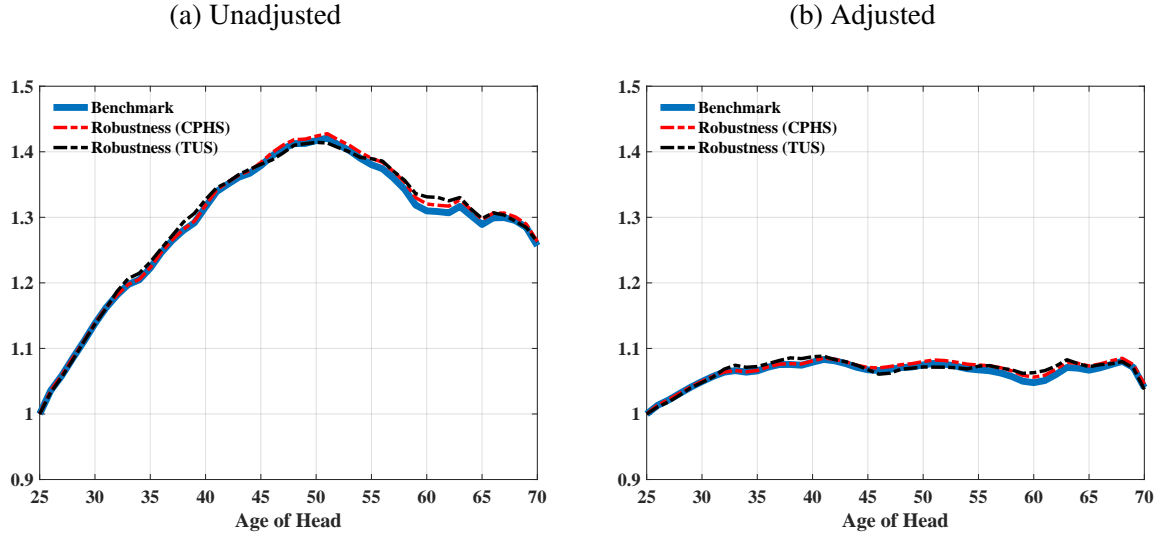 (a) Unadjusted
1.5
1.4
1.3
1.2
1.1
1
0.9
Benchmark
Robustness (CPHS)
Robustness (TUS)
25 30 35 40 45 50 55 60 65 70
Age of Head
(b) Adjusted
1.5
1.4
1.3
1.2
1.1
1
0.9
Benchmark
Robustness (CPHS)
Robustness (TUS)
25 30 35 40 45 50 55 60 65 70
Age of Head